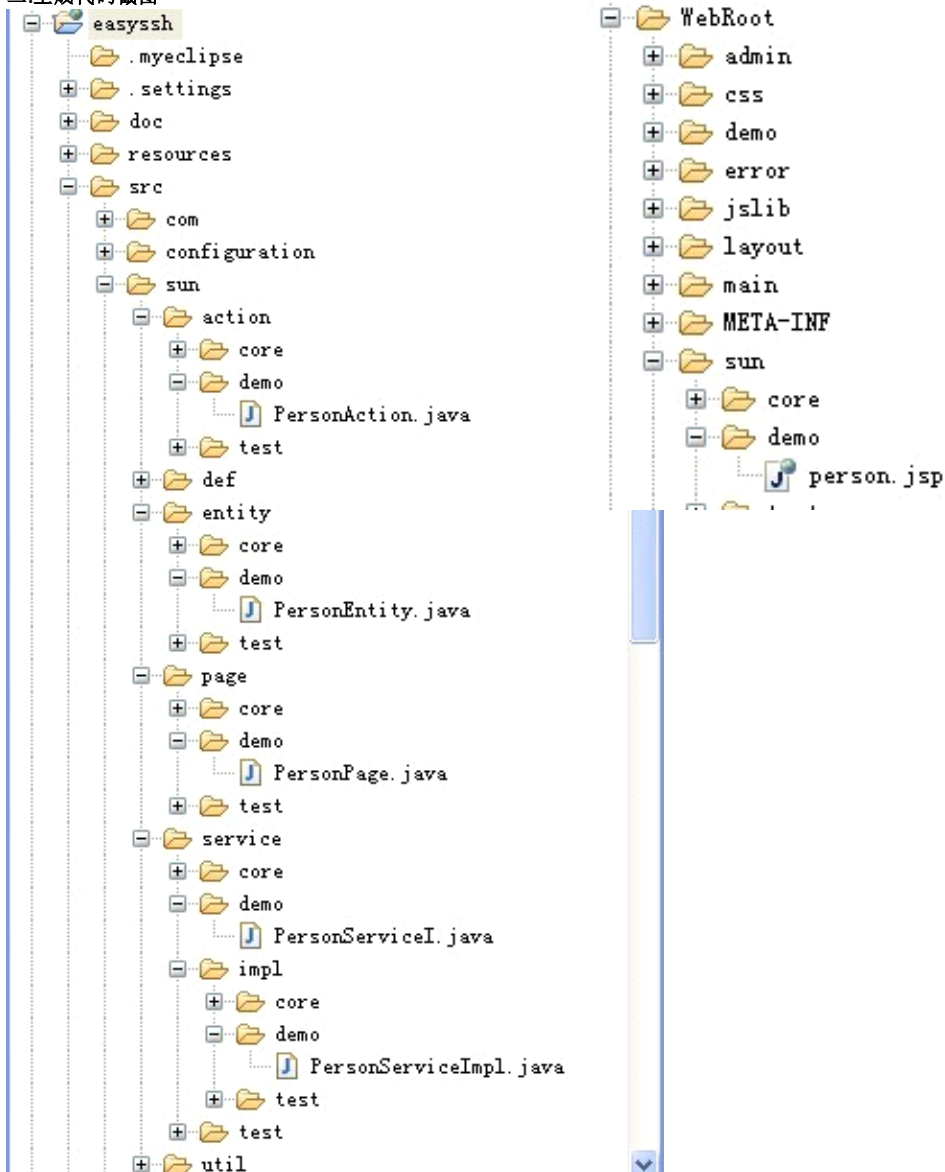 easyssh
.myeclipse
.settings
doc
resources
src
com
configuration
sun
action
core
demo
PersonAction.java
test
def
entity
core
demo
PersonEntity.java
test
page
core
demo
PersonPage.java
test
service
core
demo
PersonServiceI.java
impl
core
demo
PersonServiceImpl.java
test
test
util
WebRoot
admin
css
demo
error
jslib
layout
main
META-INF
sun
core
demo
person.jsp